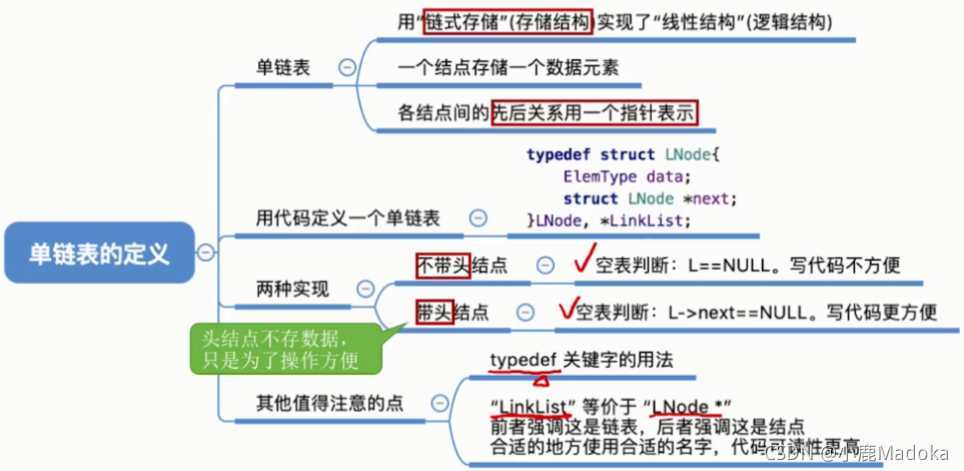 用“链式存储”(存储结构)实现了“线性结构”(逻辑结构)
单链表
一个结点存储一个数据元素
各结点间的先后关系用一个指针表示
typedef struct LNode{
ElemType data;
struct LNode *next;
}LNode, *LinkList;
用代码定义一个单链表
单链表的定义
不带头结点
空表判断：L==NULL。写代码不方便
两种实现
带头结点
空表判断：L->next==NULL。写代码更方便
头结点不存数据，
只是为了操作方便
typedef 关键字的用法
其他值得注意的点
“LinkList” 等价于 “LNode *”
前者强调这是链表，后者强调这是结点
合适的地方使用合适的名字，代码可读性更高
CSDN @小鹿Madoka